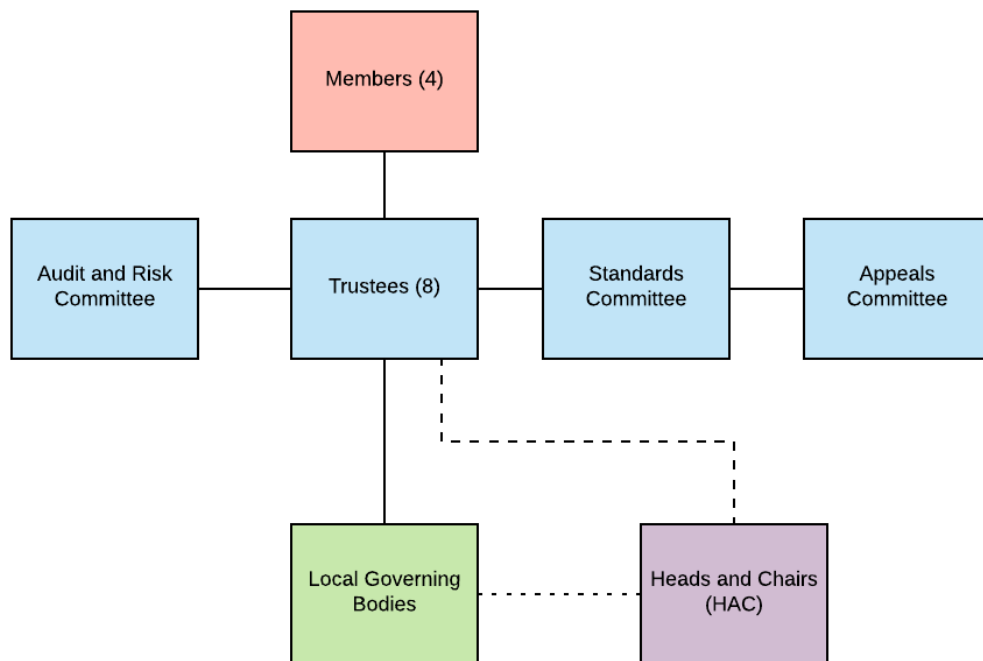 Members (4)
Audit and Risk
Committee
Trustees (8)
Standards
Committee
Appeals
Committee
Local Governing
Bodies
Heads and Chairs
(HAC)